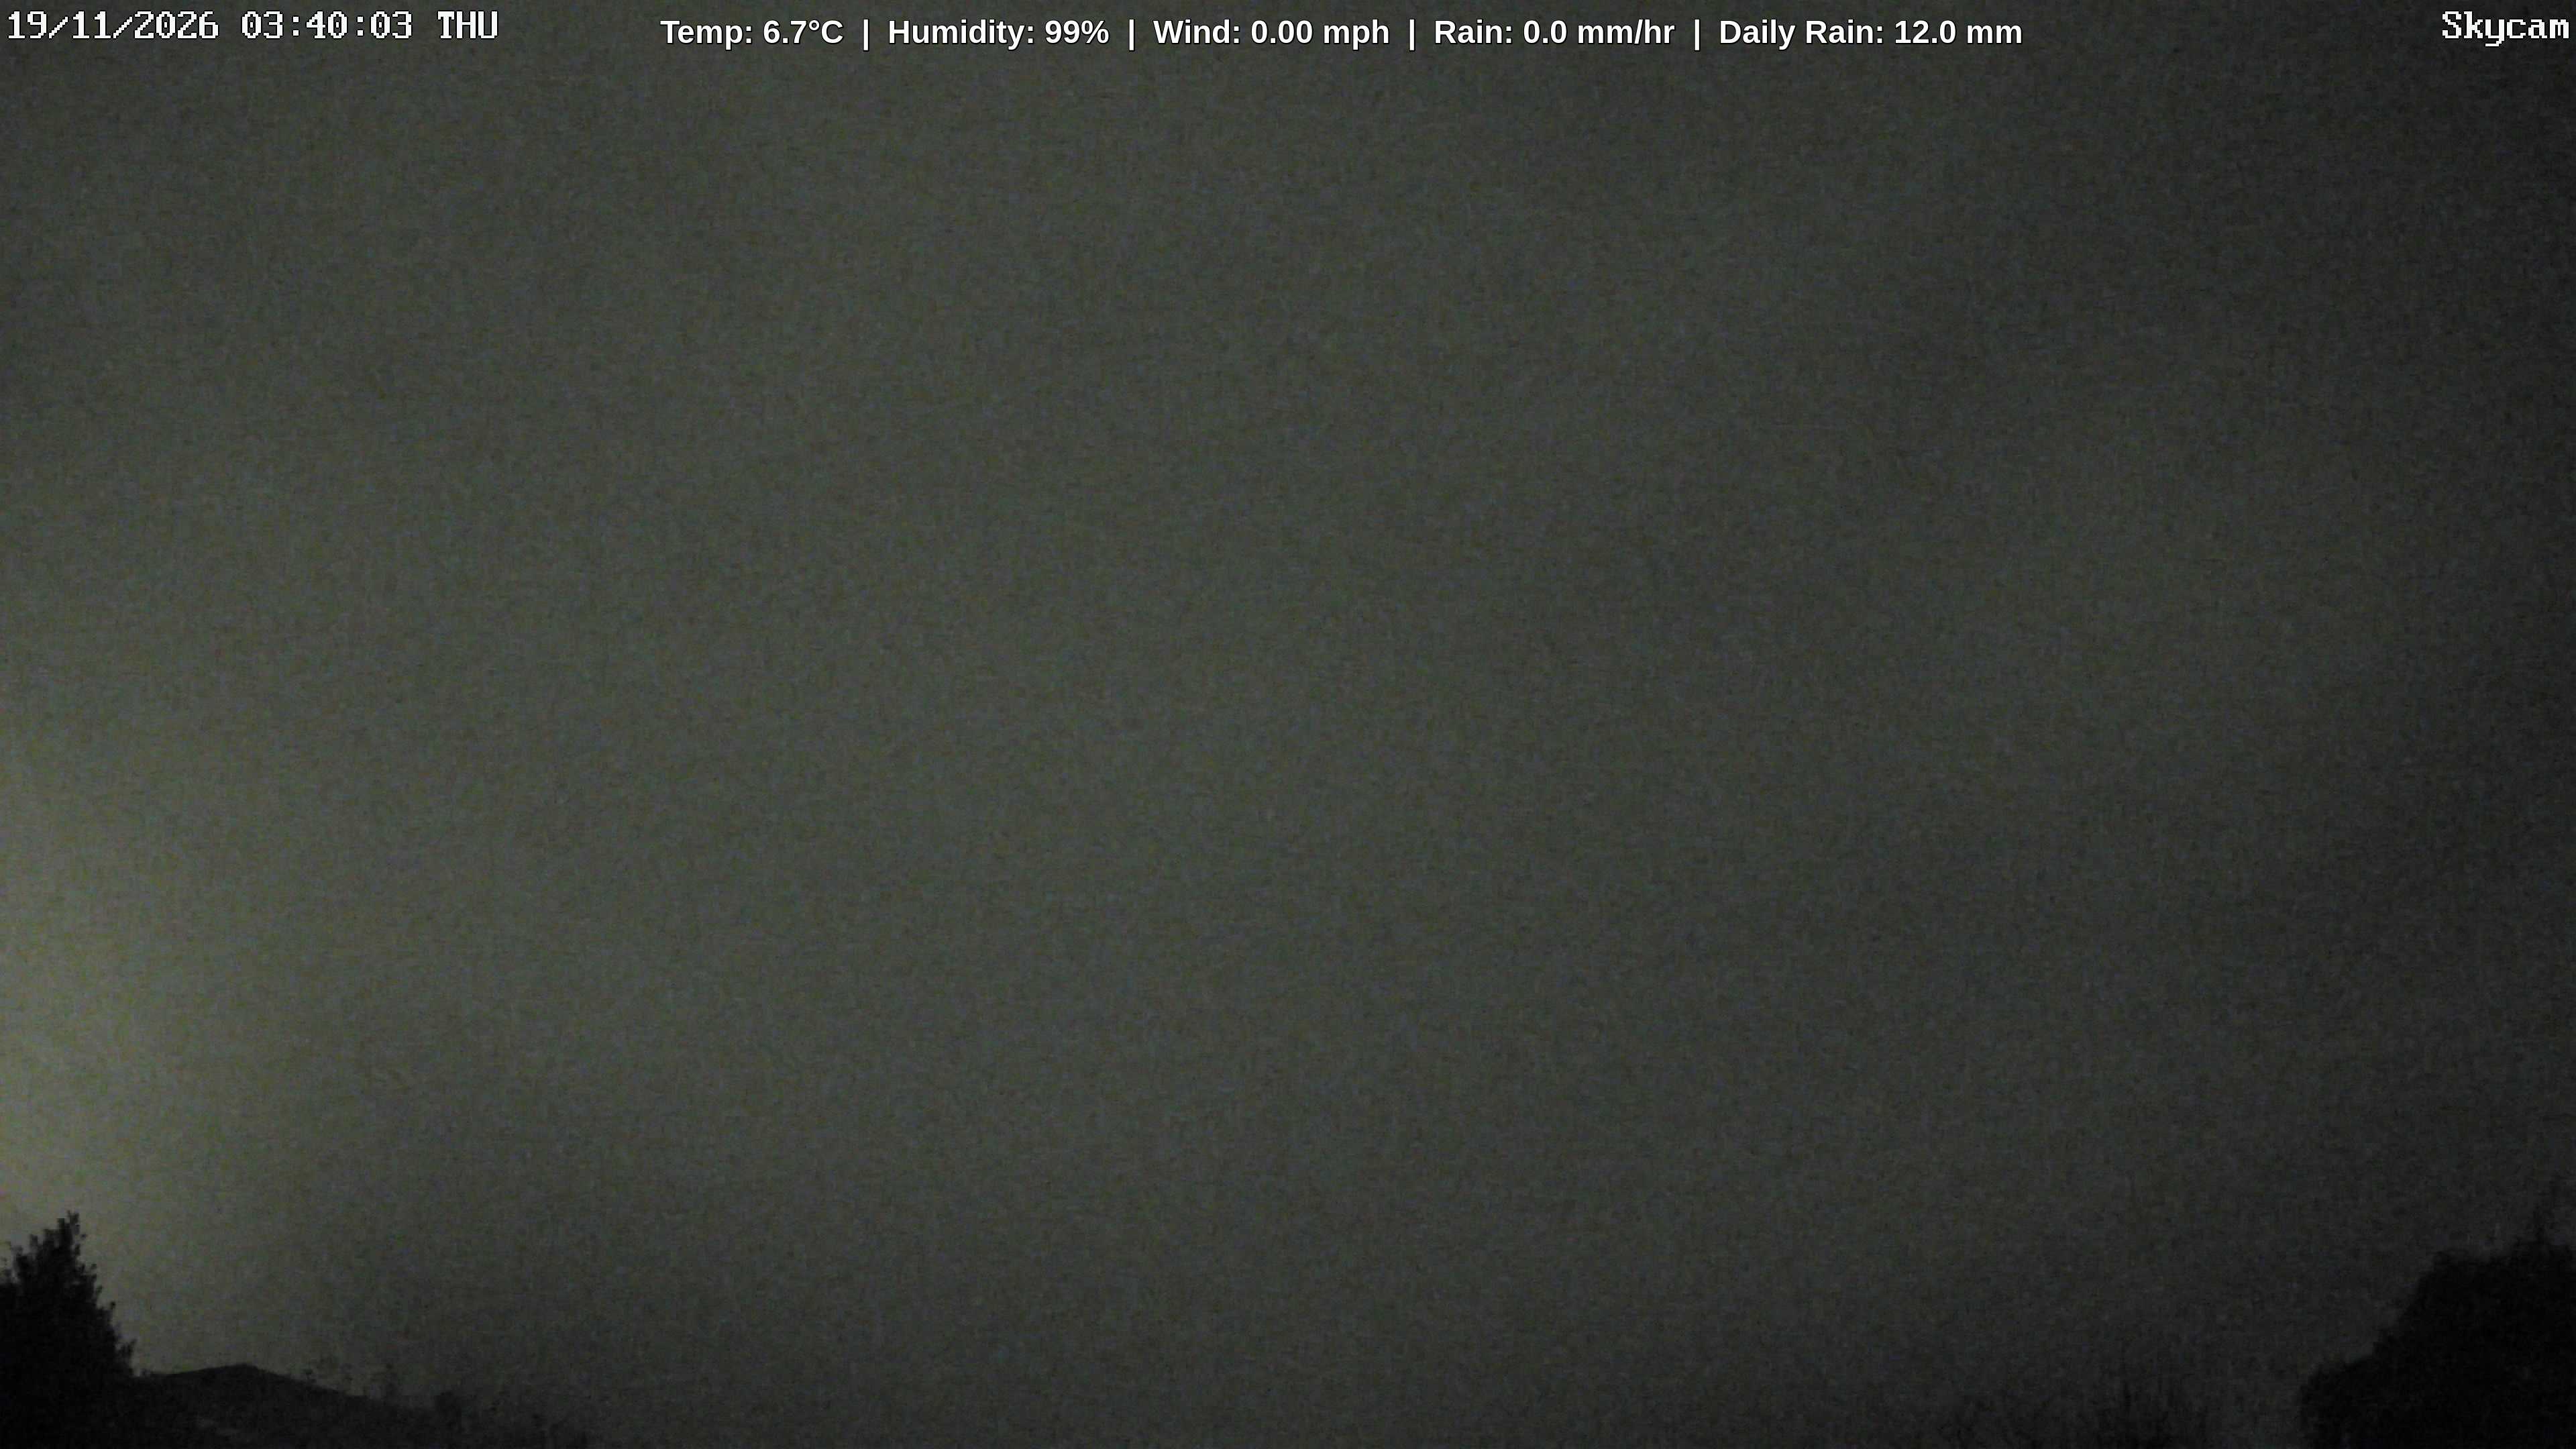 19/11/2026 03:40:03 THU
Temp: 6.7°C | Humidity: 99% | Wind: 0.00 mph | Rain: 0.0 mm/hr | Daily Rain: 12.0 mm
Skycam